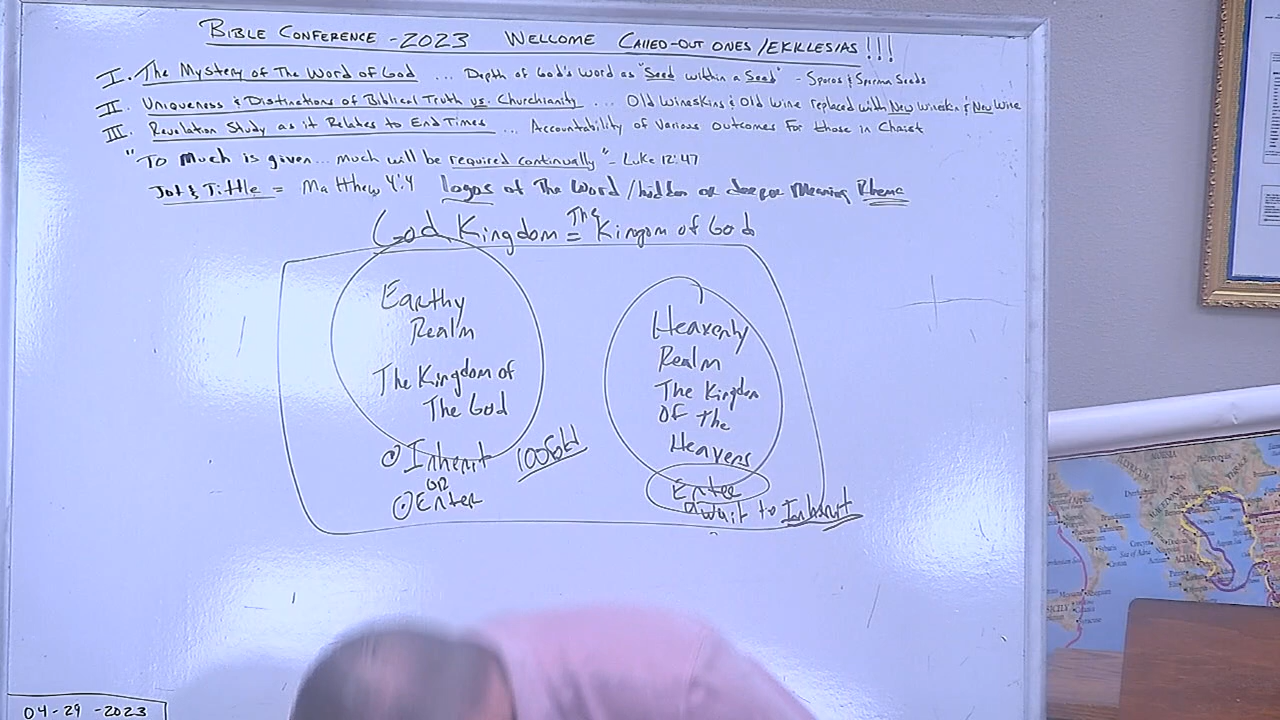 BIBLE CONFERENCE - 2023 WELCOME CALLED-OUT ONES / EKKLESIAS !!!
I. The Mystery of The Word of God ... Depth of God's Word as "Seed within a Seed" - Sporos & Sperma Seeds
II. Uniqueness & Distinctions of Biblical Truth vs. Churchianity ... Old Wineskins & Old Wine replaced with New Wineskin & New Wine
III. Revelation Study as it Relates to End Times ... Accountability of Various Outcomes For those in Christ
"To Much is given... much will be required continually" - Luke 12:47
Jot & Tittle = Matthew 4:4 logos of The Word / hidden or deeper Meaning Rhema
God Kingdom = The Kingom of God
Earthy
Realm
The Kingdom of
The God
Inherit 100fold
OR
Enter
Heavenly
Realm
The Kingdom
Of the
Heavens
Enter
await to Inherit
04-29-2023
SICILY